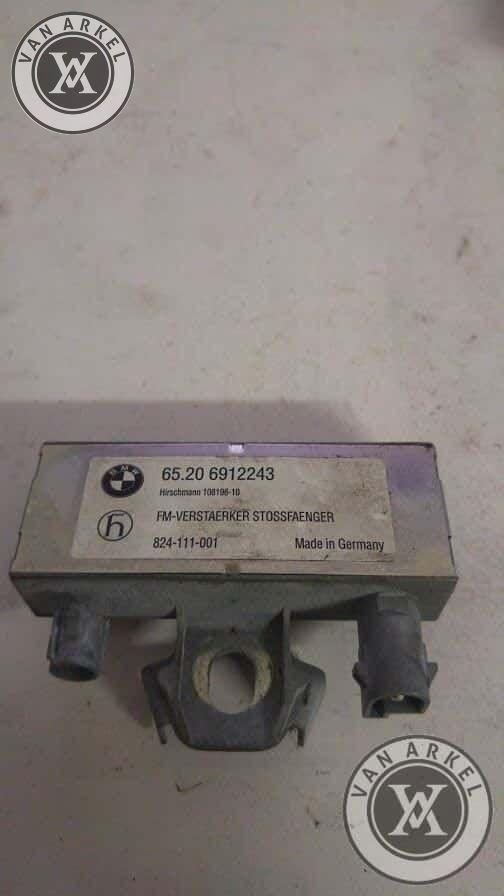 VAN ARKEL
BMW
65.20 6912243
Hirschmann 108196-10
h
FM-VERSTAERKER STOSSFAENGER
824-111-001
Made in Germany
VAN ARKEL